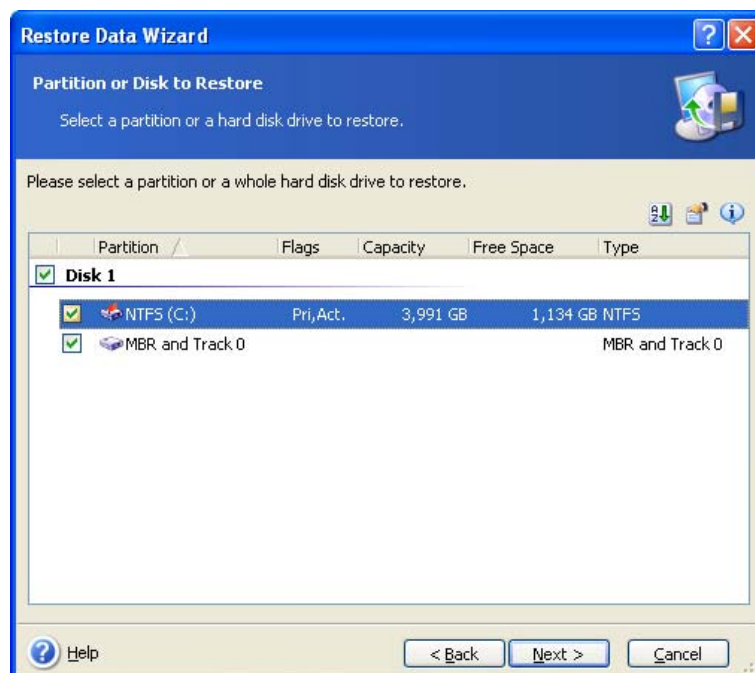 Restore Data Wizard
Partition or Disk to Restore
Select a partition or a hard disk drive to restore.
Please select a partition or a whole hard disk drive to restore.
Partition Flags Capacity Free Space Type
Disk 1
NTFS (C:) Pri,Act. 3,991 GB 1,134 GB NTFS
MBR and Track 0 MBR and Track 0
Help < Back Next > Cancel